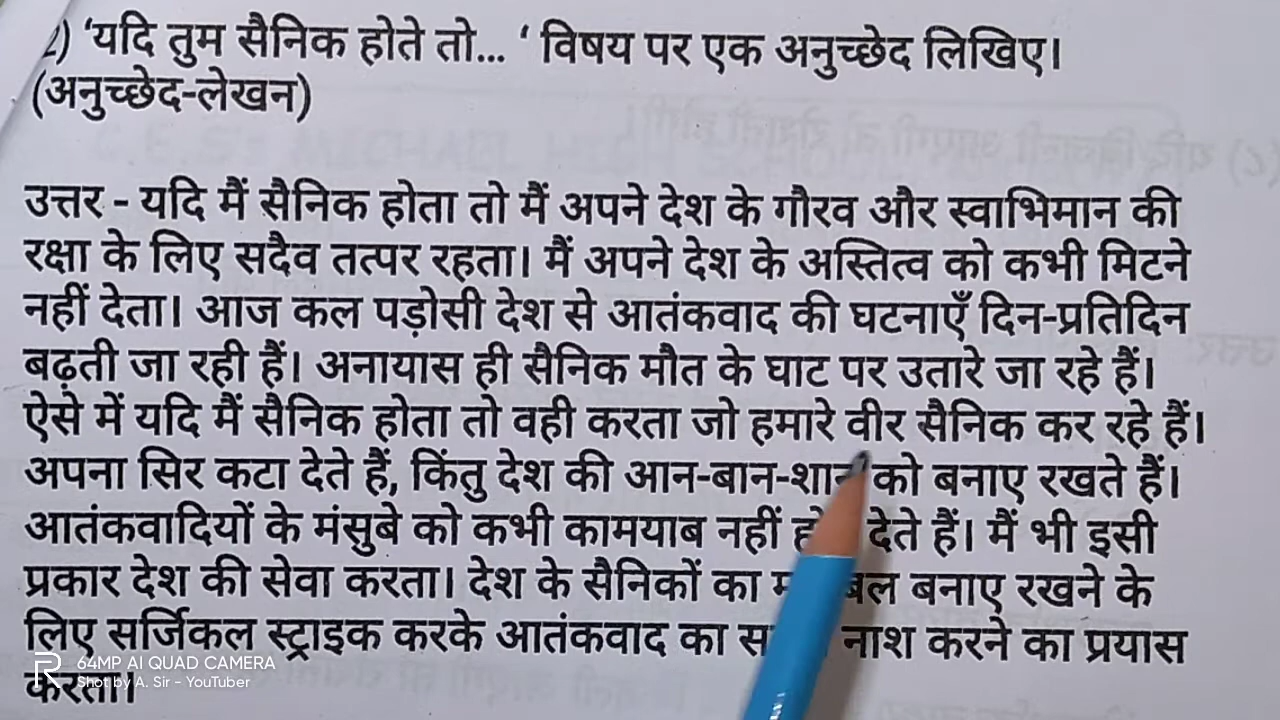 2) ‘यदि तुम सैनिक होते तो... ‘ विषय पर एक अनुच्छेद लिखिए।
(अनुच्छेद-लेखन)
उत्तर - यदि मैं सैनिक होता तो मैं अपने देश के गौरव और स्वाभिमान की
रक्षा के लिए सदैव तत्पर रहता। मैं अपने देश के अस्तित्व को कभी मिटने
नहीं देता। आज कल पड़ोसी देश से आतंकवाद की घटनाएँ दिन-प्रतिदिन
बढ़ती जा रही हैं। अनायास ही सैनिक मौत के घाट पर उतारे जा रहे हैं।
ऐसे में यदि मैं सैनिक होता तो वही करता जो हमारे वीर सैनिक कर रहे हैं।
अपना सिर कटा देते हैं, किंतु देश की आन-बान-शान को बनाए रखते हैं।
आतंकवादियों के मंसुबे को कभी कामयाब नहीं देते हैं। मैं भी इसी
प्रकार देश की सेवा करता। देश के सैनिकों का बनाए रखने के
लिए सर्जिकल स्ट्राइक करके आतंकवाद का नाश करने का प्रयास
करता।
64MP AI QUAD CAMERA
Shot by A. Sir - YouTuber